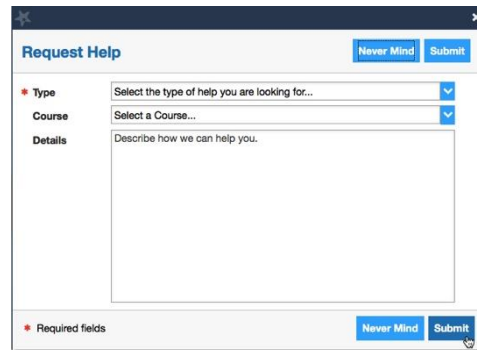 Request Help
Never Mind Submit
* Type Select the type of help you are looking for...
Course Select a Course...
Details Describe how we can help you.
* Required fields Never Mind Submit